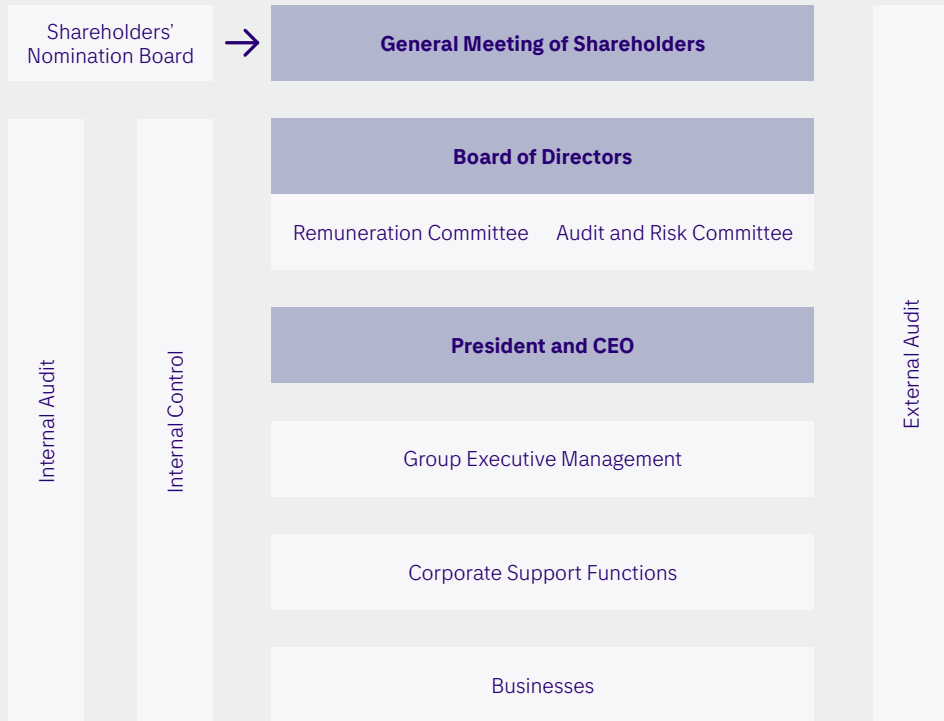 Shareholders’
Nomination Board
General Meeting of Shareholders
Board of Directors
Remuneration Committee
Audit and Risk Committee
President and CEO
Group Executive Management
Corporate Support Functions
Businesses
Internal Audit
Internal Control
External Audit